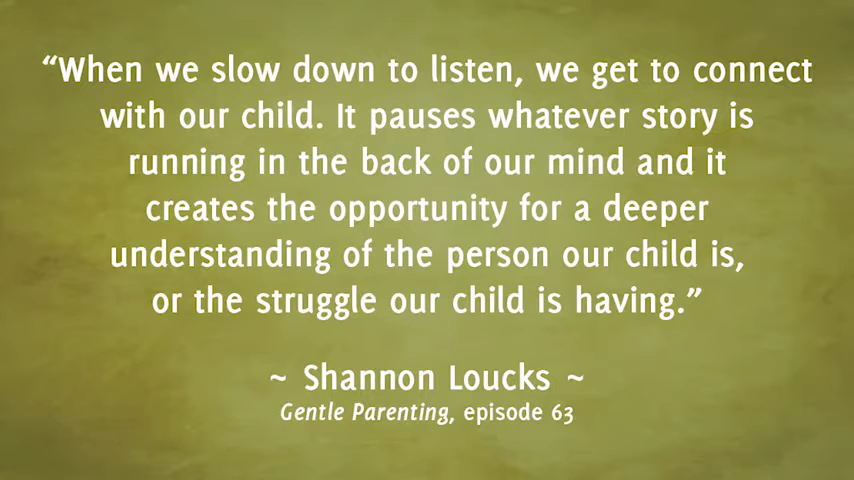 “When we slow down to listen, we get to connect
with our child. It pauses whatever story is
running in the back of our mind and it
creates the opportunity for a deeper
understanding of the person our child is,
or the struggle our child is having.”
~ Shannon Loucks ~
Gentle Parenting, episode 63